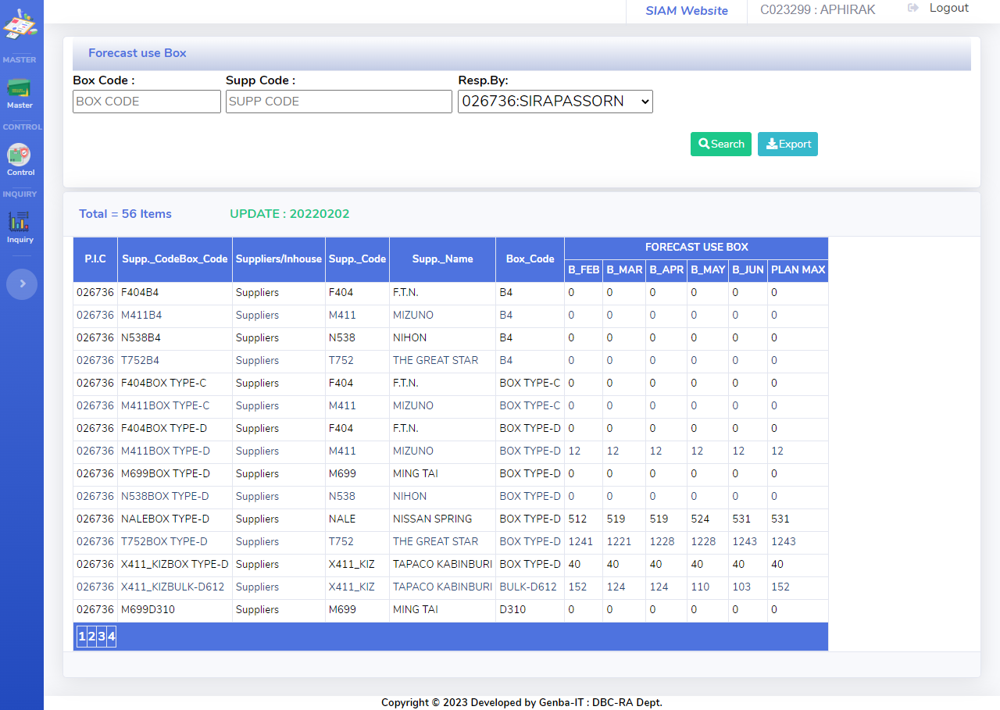 SIAM Website C023299 : APHIRAK Logout
MASTER
Master
CONTROL
Control
INQUIRY
Inquiry
Forecast use Box
Box Code : Supp Code : Resp.By:
BOX CODE SUPP CODE 026736:SIRAPASSORN
Search Export
Total = 56 Items UPDATE : 20220202
P.I.C Supp._CodeBox_Code Suppliers/Inhouse Supp._Code Supp._Name Box_Code FORECAST USE BOX
B_FEB B_MAR B_APR B_MAY B_JUN PLAN MAX
026736 F404B4 Suppliers F404 F.T.N. B4 0 0 0 0 0 0
026736 M411B4 Suppliers M411 MIZUNO B4 0 0 0 0 0 0
026736 N538B4 Suppliers N538 NIHON B4 0 0 0 0 0 0
026736 T752B4 Suppliers T752 THE GREAT STAR B4 0 0 0 0 0 0
026736 F404BOX TYPE-C Suppliers F404 F.T.N. BOX TYPE-C 0 0 0 0 0 0
026736 M411BOX TYPE-C Suppliers M411 MIZUNO BOX TYPE-C 0 0 0 0 0 0
026736 F404BOX TYPE-D Suppliers F404 F.T.N. BOX TYPE-D 0 0 0 0 0 0
026736 M411BOX TYPE-D Suppliers M411 MIZUNO BOX TYPE-D 12 12 12 12 12 12
026736 M699BOX TYPE-D Suppliers M699 MING TAI BOX TYPE-D 0 0 0 0 0 0
026736 N538BOX TYPE-D Suppliers N538 NIHON BOX TYPE-D 0 0 0 0 0 0
026736 NALEBOX TYPE-D Suppliers NALE NISSAN SPRING BOX TYPE-D 512 519 519 524 531 531
026736 T752BOX TYPE-D Suppliers T752 THE GREAT STAR BOX TYPE-D 1241 1221 1228 1228 1243 1243
026736 X411_KIZBOX TYPE-D Suppliers X411_KIZ TAPACO KABINBURI BOX TYPE-D 40 40 40 40 40 40
026736 X411_KIZBULK-D612 Suppliers X411_KIZ TAPACO KABINBURI BULK-D612 152 124 124 110 103 152
026736 M699D310 Suppliers M699 MING TAI D310 0 0 0 0 0 0
1 2 3 4
Copyright © 2023 Developed by Genba-IT : DBC-RA Dept.